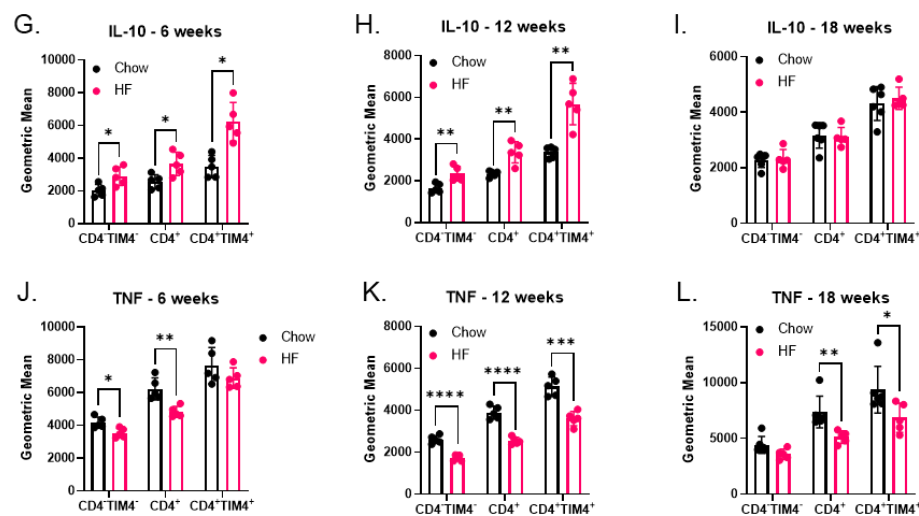 G.
IL-10 - 6 weeks
Geometric Mean
10000
8000
6000
4000
2000
0
Chow
HF
*
*
*
CD4⁻TIM4⁻
CD4⁺
CD4⁺TIM4⁺
H.
IL-10 - 12 weeks
Geometric Mean
8000
6000
4000
2000
0
Chow
HF
**
**
**
CD4⁻TIM4⁻
CD4⁺
CD4⁺TIM4⁺
I.
IL-10 - 18 weeks
Geometric Mean
6000
4000
2000
0
Chow
HF
CD4⁻TIM4⁻
CD4⁺
CD4⁺TIM4⁺
J.
TNF - 6 weeks
Geometric Mean
10000
8000
6000
4000
2000
0
Chow
HF
*
**
CD4⁻TIM4⁻
CD4⁺
CD4⁺TIM4⁺
K.
TNF - 12 weeks
Geometric Mean
8000
6000
4000
2000
0
Chow
HF
****
****
***
CD4⁻TIM4⁻
CD4⁺
CD4⁺TIM4⁺
L.
TNF - 18 weeks
Geometric Mean
15000
10000
5000
0
Chow
HF
**
*
CD4⁻TIM4⁻
CD4⁺
CD4⁺TIM4⁺